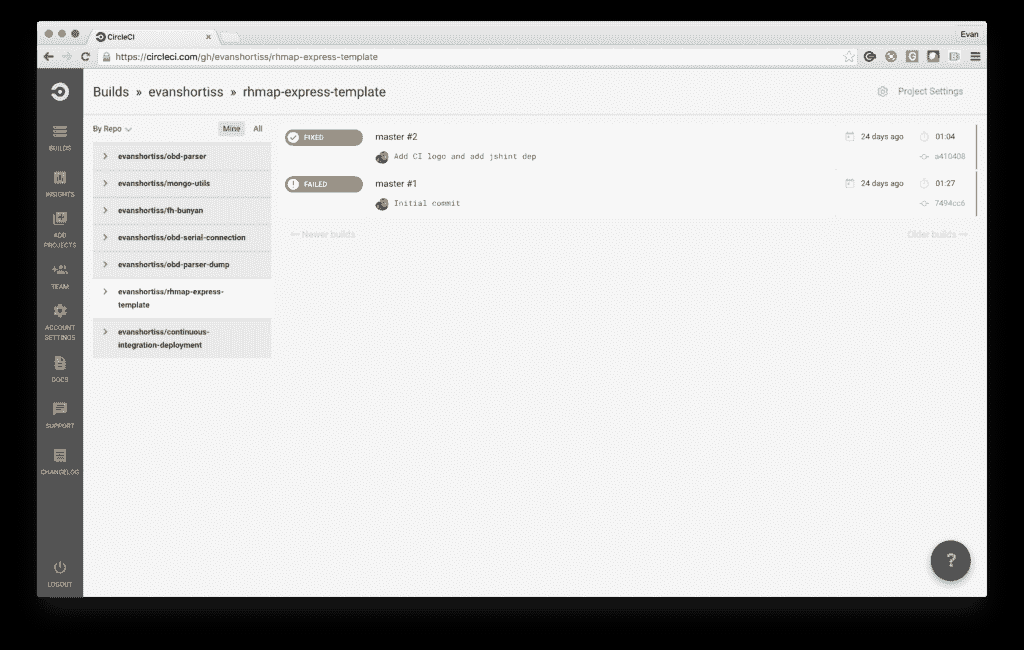 CircleCI
Evan
https://circleci.com/gh/evanshortiss/rhmap-express-template
Builds » evanshortiss » rhmap-express-template
Project Settings
BUILDS
INSIGHTS
ADD
PROJECTS
TEAM
ACCOUNT
SETTINGS
DOCS
SUPPORT
CHANGELOG
LOGOUT
By Repo
Mine
All
evanshortiss/obd-parser
evanshortiss/mongo-utils
evanshortiss/fh-bunyan
evanshortiss/obd-serial-connection
evanshortiss/obd-parser-dump
evanshortiss/rhmap-express-
template
evanshortiss/continuous-
integration-deployment
FIXED
master #2
24 days ago
01:04
Add CI logo and add jshint dep
a410408
FAILED
master #1
24 days ago
01:27
Initial commit
7494cc6
← Newer builds
Older builds →
?